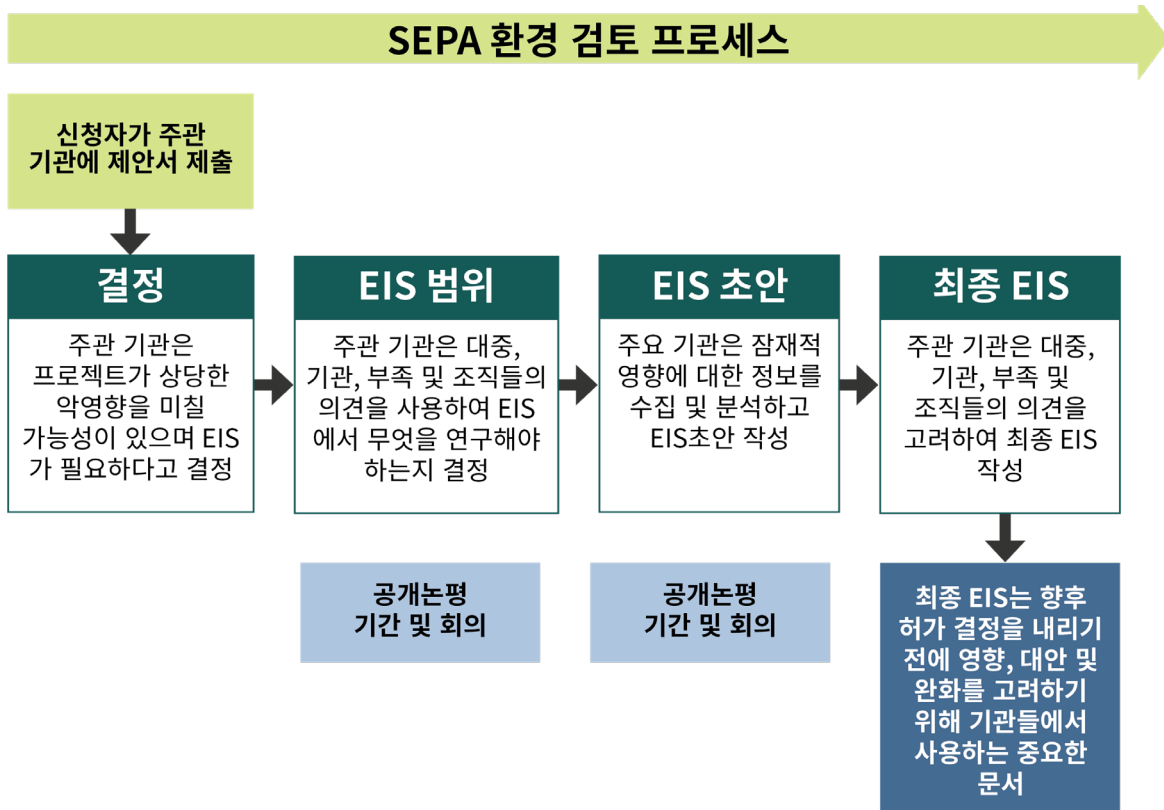 SEPA 환경 검토 프로세스
신청자가 주관
기관에 제안서 제출
결정
주관 기관은
프로젝트가 상당한
악영향을 미칠
가능성이 있으며 EIS
가 필요하다고 결정
EIS 범위
주관 기관은 대중,
기관, 부족 및 조직들의
의견을 사용하여 EIS
에서 무엇을 연구해야
하는지 결정
EIS 초안
주요 기관은 잠재적
영향에 대한 정보를
수집 및 분석하고
EIS초안 작성
최종 EIS
주관 기관은 대중,
기관, 부족 및
조직들의 의견을
고려하여 최종 EIS
작성
공개논평
기간 및 회의
공개논평
기간 및 회의
최종 EIS는 향후
허가 결정을 내리기
전에 영향, 대안 및
완화를 고려하기
위해 기관들에서
사용하는 중요한
문서